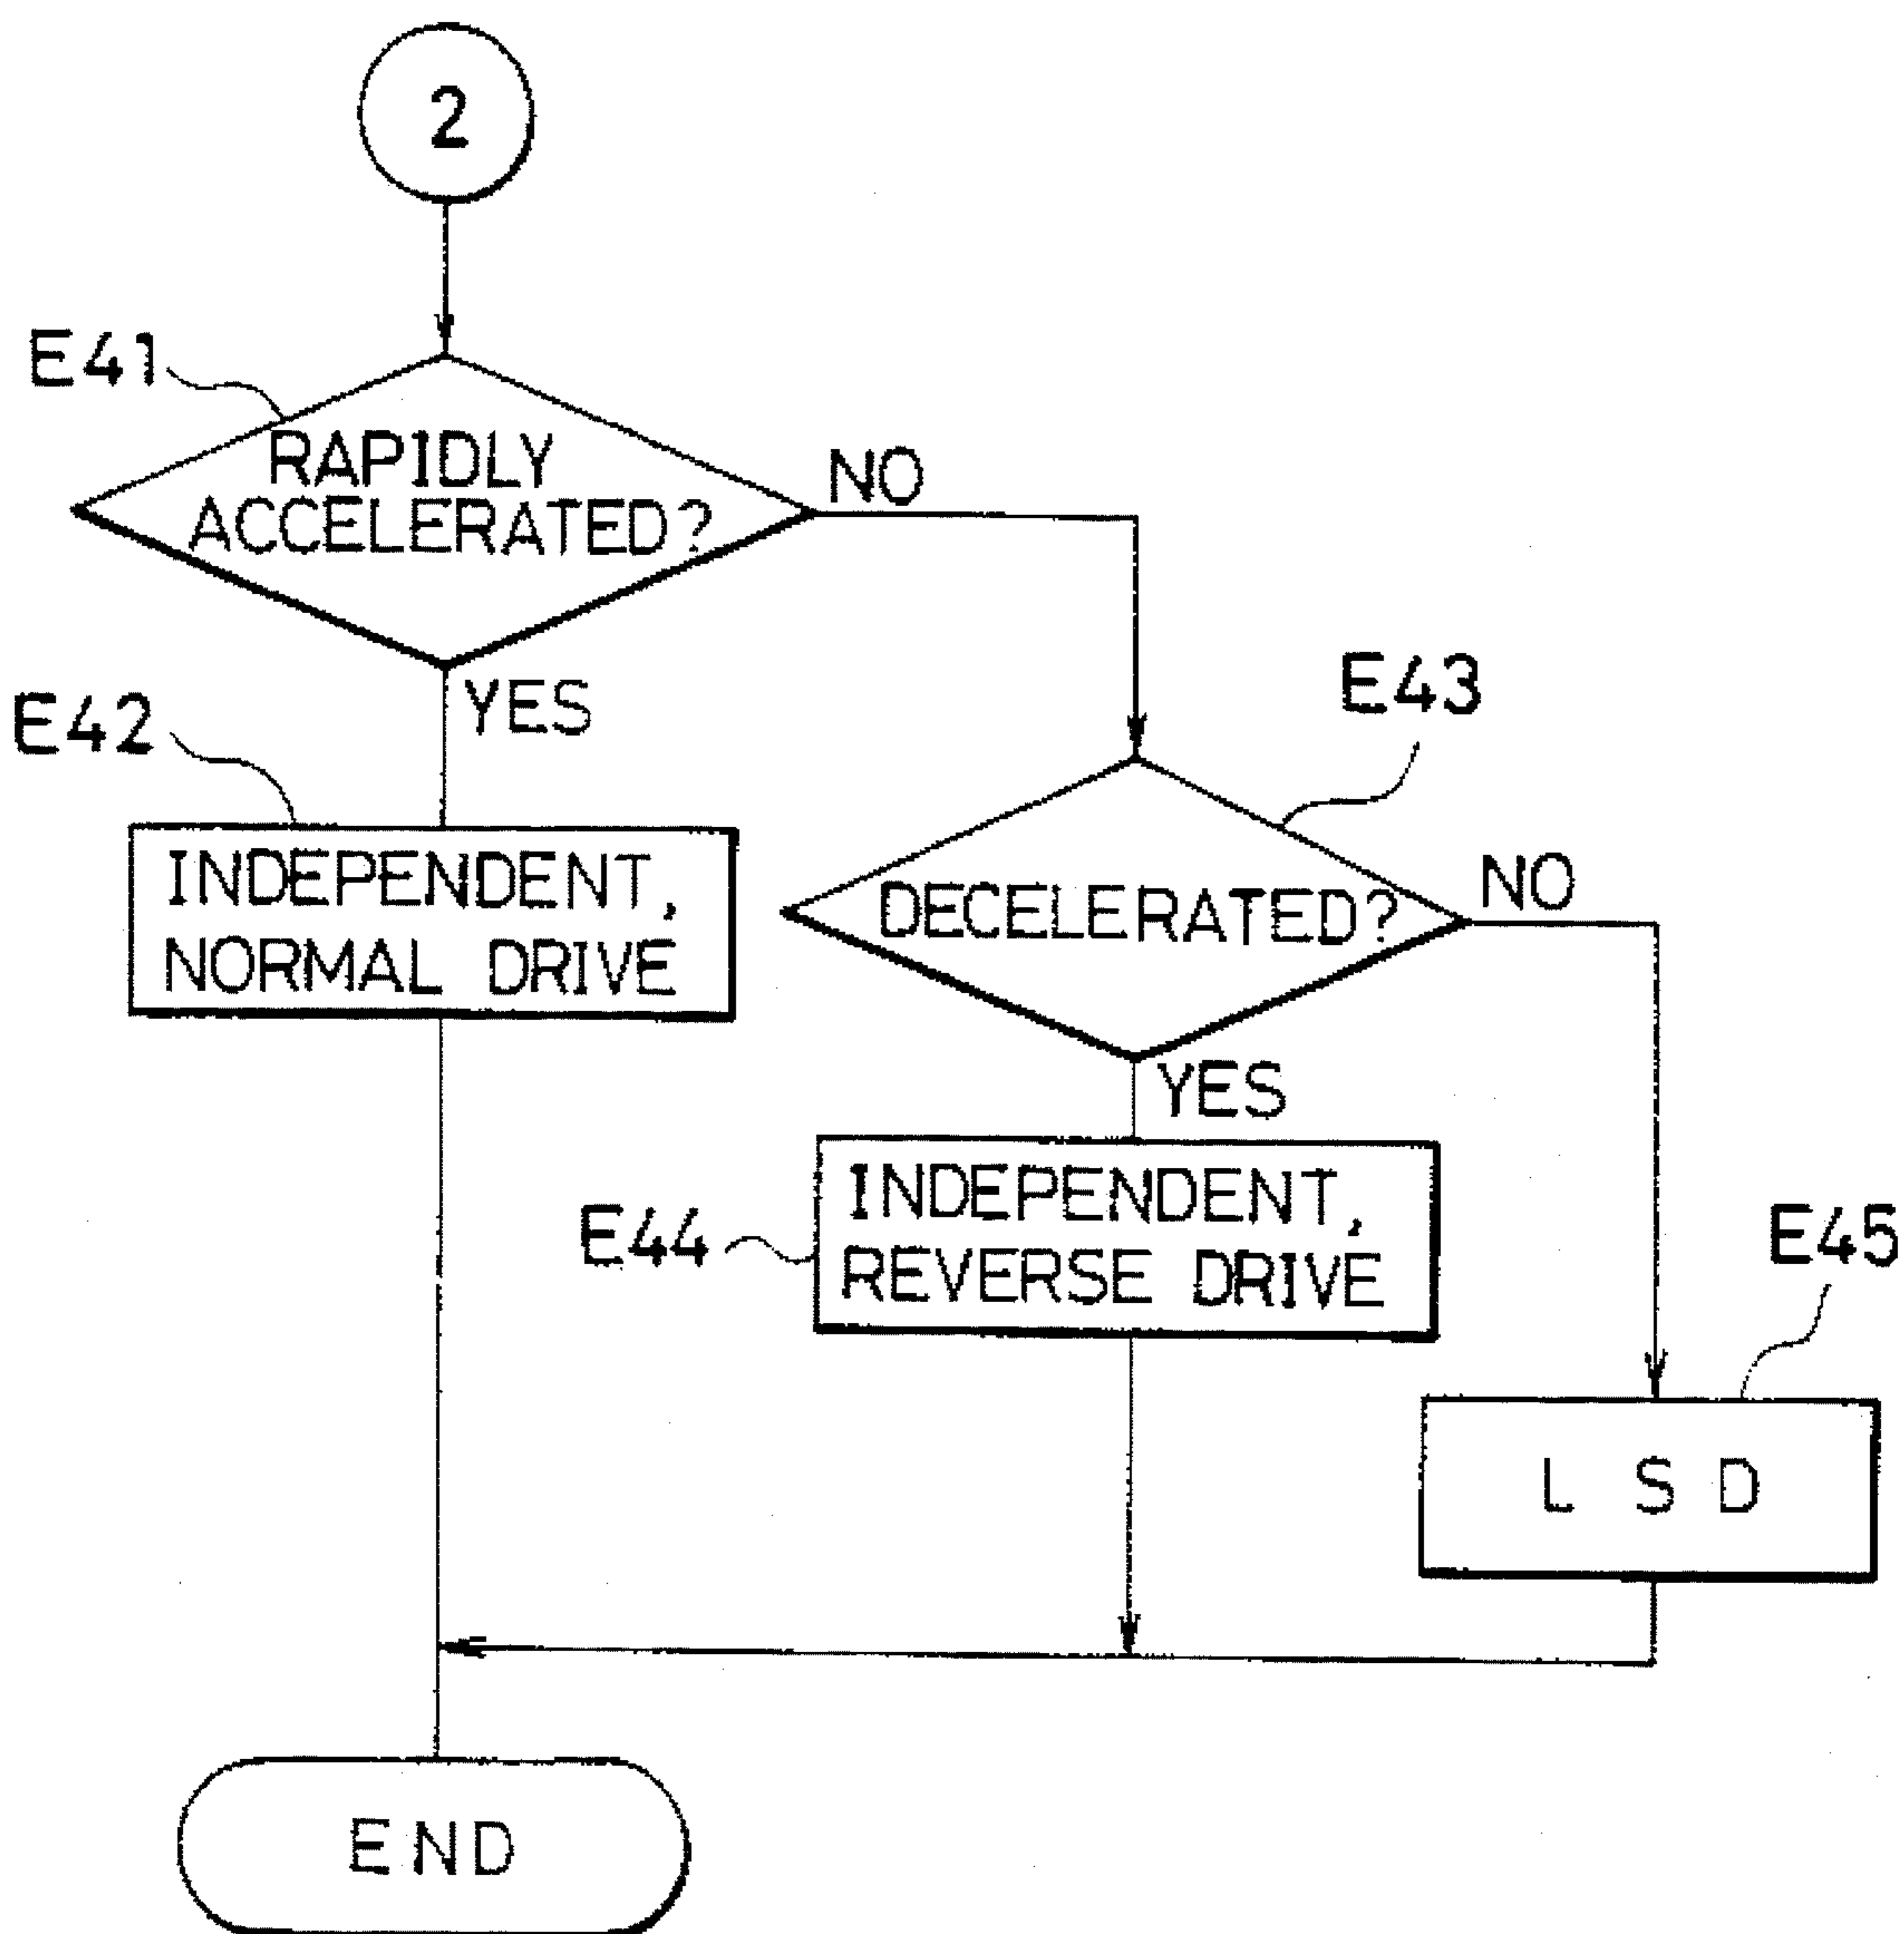 2
E41
RAPIDLY
ACCELERATED?
NO
YES
E42
INDEPENDENT,
NORMAL DRIVE
E43
DECELERATED?
NO
YES
E44
INDEPENDENT,
REVERSE DRIVE
E45
L S D
END